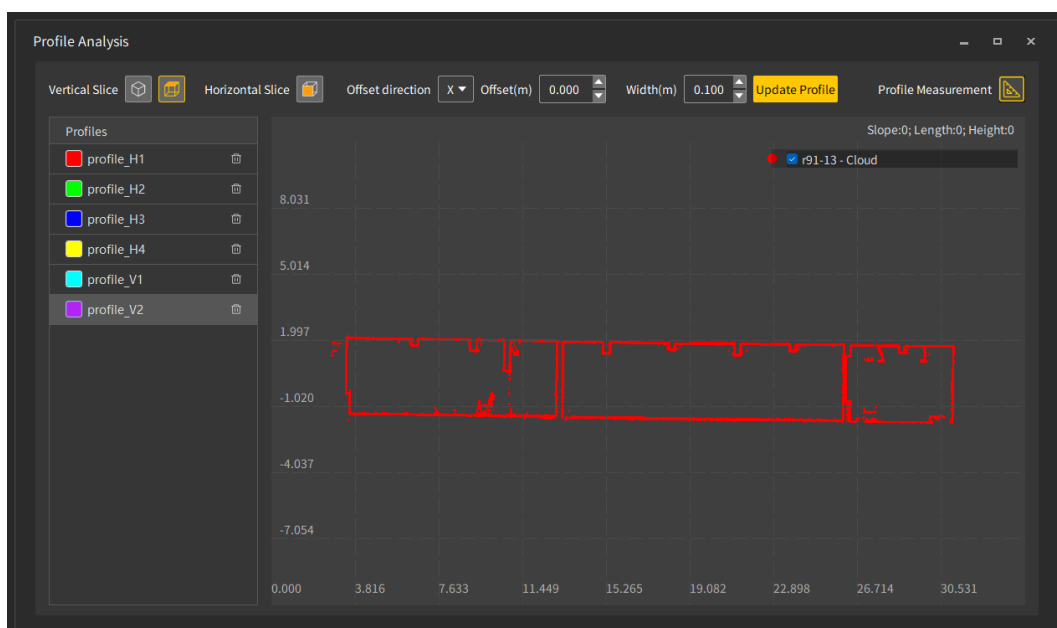 Profile Analysis
Vertical Slice Horizontal Slice Offset direction X Offset(m) 0.000 Width(m) 0.100 Update Profile Profile Measurement
Profiles
profile_H1
profile_H2
profile_H3
profile_H4
profile_V1
profile_V2
Slope:0; Length:0; Height:0
r91-13 - Cloud
8.031
5.014
1.997
-1.020
-4.037
-7.054
0.000 3.816 7.633 11.449 15.265 19.082 22.898 26.714 30.531